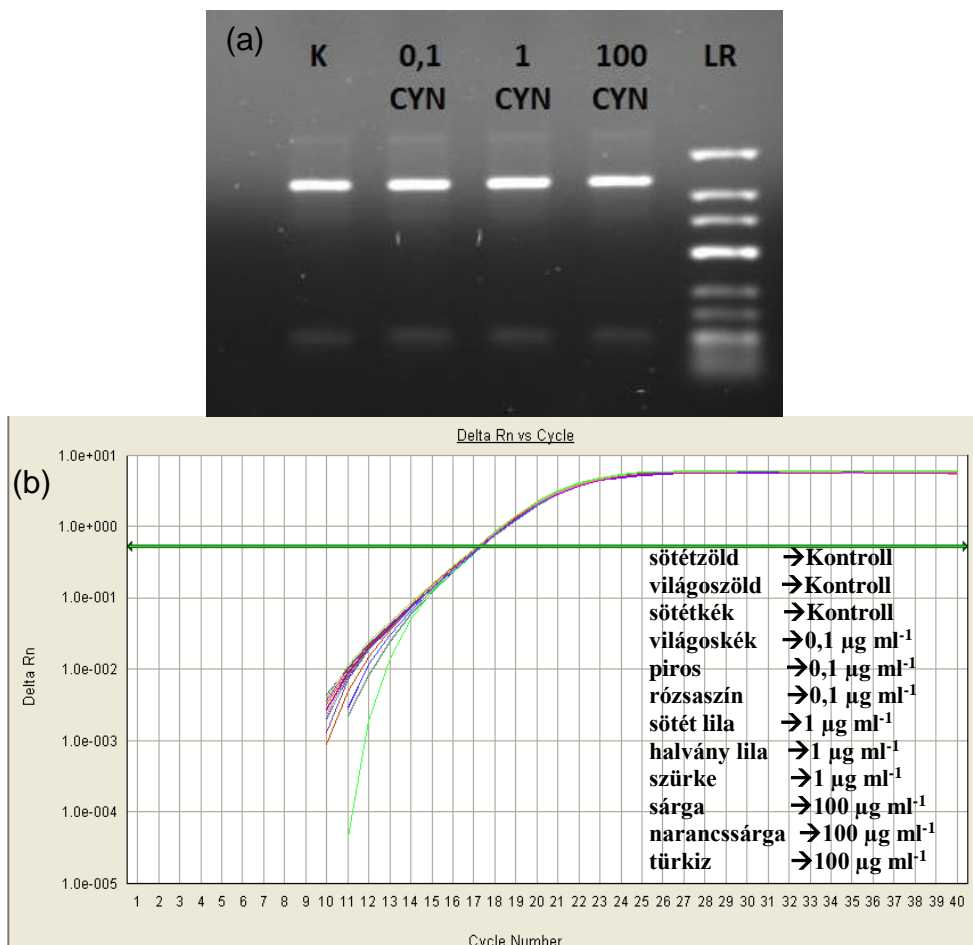 (a)
K 0,1 1 100 LR
CYN CYN CYN
(b)
Delta Rn vs Cycle
Delta Rn
1.0e+001
1.0e+000
1.0e-001
1.0e-002
1.0e-003
1.0e-004
1.0e-005
sötétzöld →Kontroll
világoszöld →Kontroll
sötétkék →Kontroll
világoskék →0,1 µg ml⁻¹
piros →0,1 µg ml⁻¹
rózsaszín →0,1 µg ml⁻¹
sötét lila →1 µg ml⁻¹
halvány lila →1 µg ml⁻¹
szürke →1 µg ml⁻¹
sárga →100 µg ml⁻¹
narancssárga →100 µg ml⁻¹
türkiz →100 µg ml⁻¹
1 2 3 4 5 6 7 8 9 10 11 12 13 14 15 16 17 18 19 20 21 22 23 24 25 26 27 28 29 30 31 32 33 34 35 36 37 38 39 40
Cycle Number